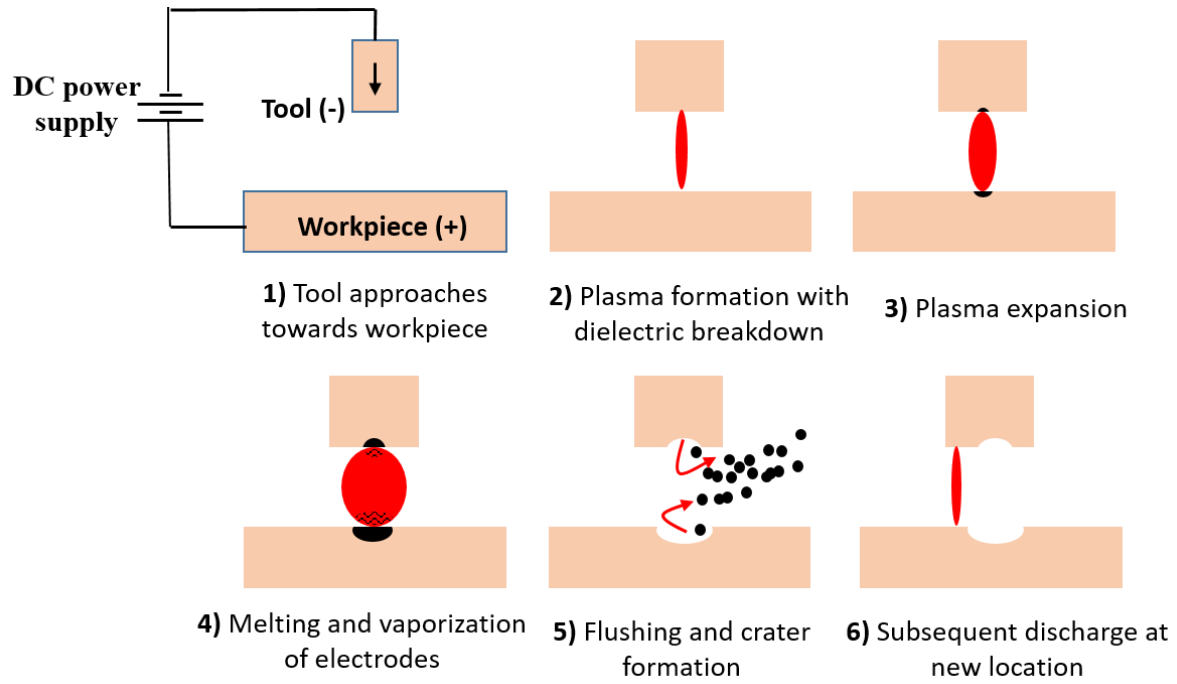 DC power
supply
Tool (-)
Workpiece (+)
1) Tool approaches
towards workpiece
2) Plasma formation with
dielectric breakdown
3) Plasma expansion
4) Melting and vaporization
of electrodes
5) Flushing and crater
formation
6) Subsequent discharge at
new location